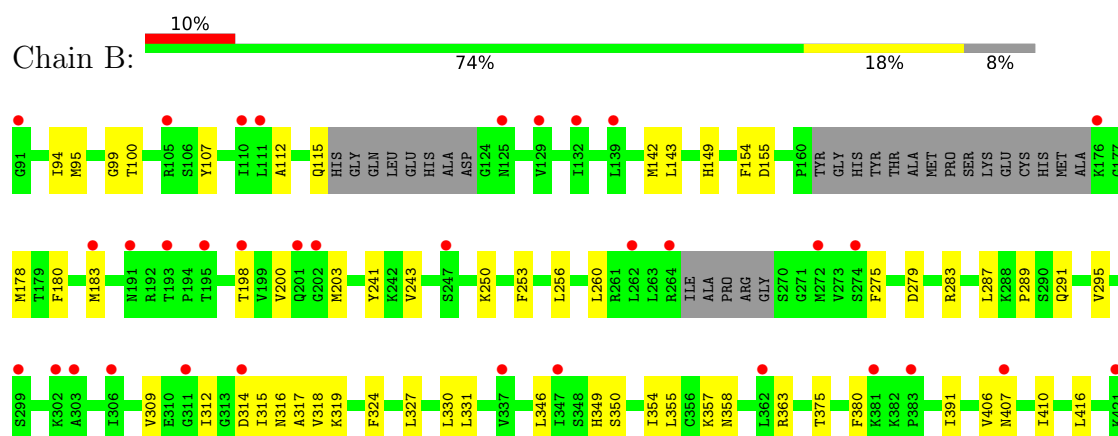 10%
Chain B:
74% 18% 8%
G91 I94 M95 G99 T100 R105 S106 Y107 I110 L111 A112 Q115 HIS GLY GLN LEU GLU HIS ALA ASP G124 N125 V129 I132 L139 M142 L143 H149 F154 D155 P160 TYR GLY HIS TYR THR ALA MET PRO SER LYS GLU CYS HIS MET ALA K176 G177
M178 T179 F180 M183 N191 R192 T193 P194 T195 T198 V199 V200 Q201 G202 M203 Y241 K242 V243 S247 K250 F253 L256 L260 R261 L262 L263 R264 ILE ALA PRO ARG GLY S270 G271 M272 V273 S274 F275 D279 R283 L287 K288 P289 S290 Q291 V295
S299 K302 A303 I306 V309 E310 G311 I312 G313 D314 I315 N316 A317 V318 K319 F324 L327 L330 L331 V337 L346 I347 S348 H349 S350 I354 L355 C356 K357 N358 L362 R363 T375 F380 K381 K382 P383 I391 V406 N407 I410 L416